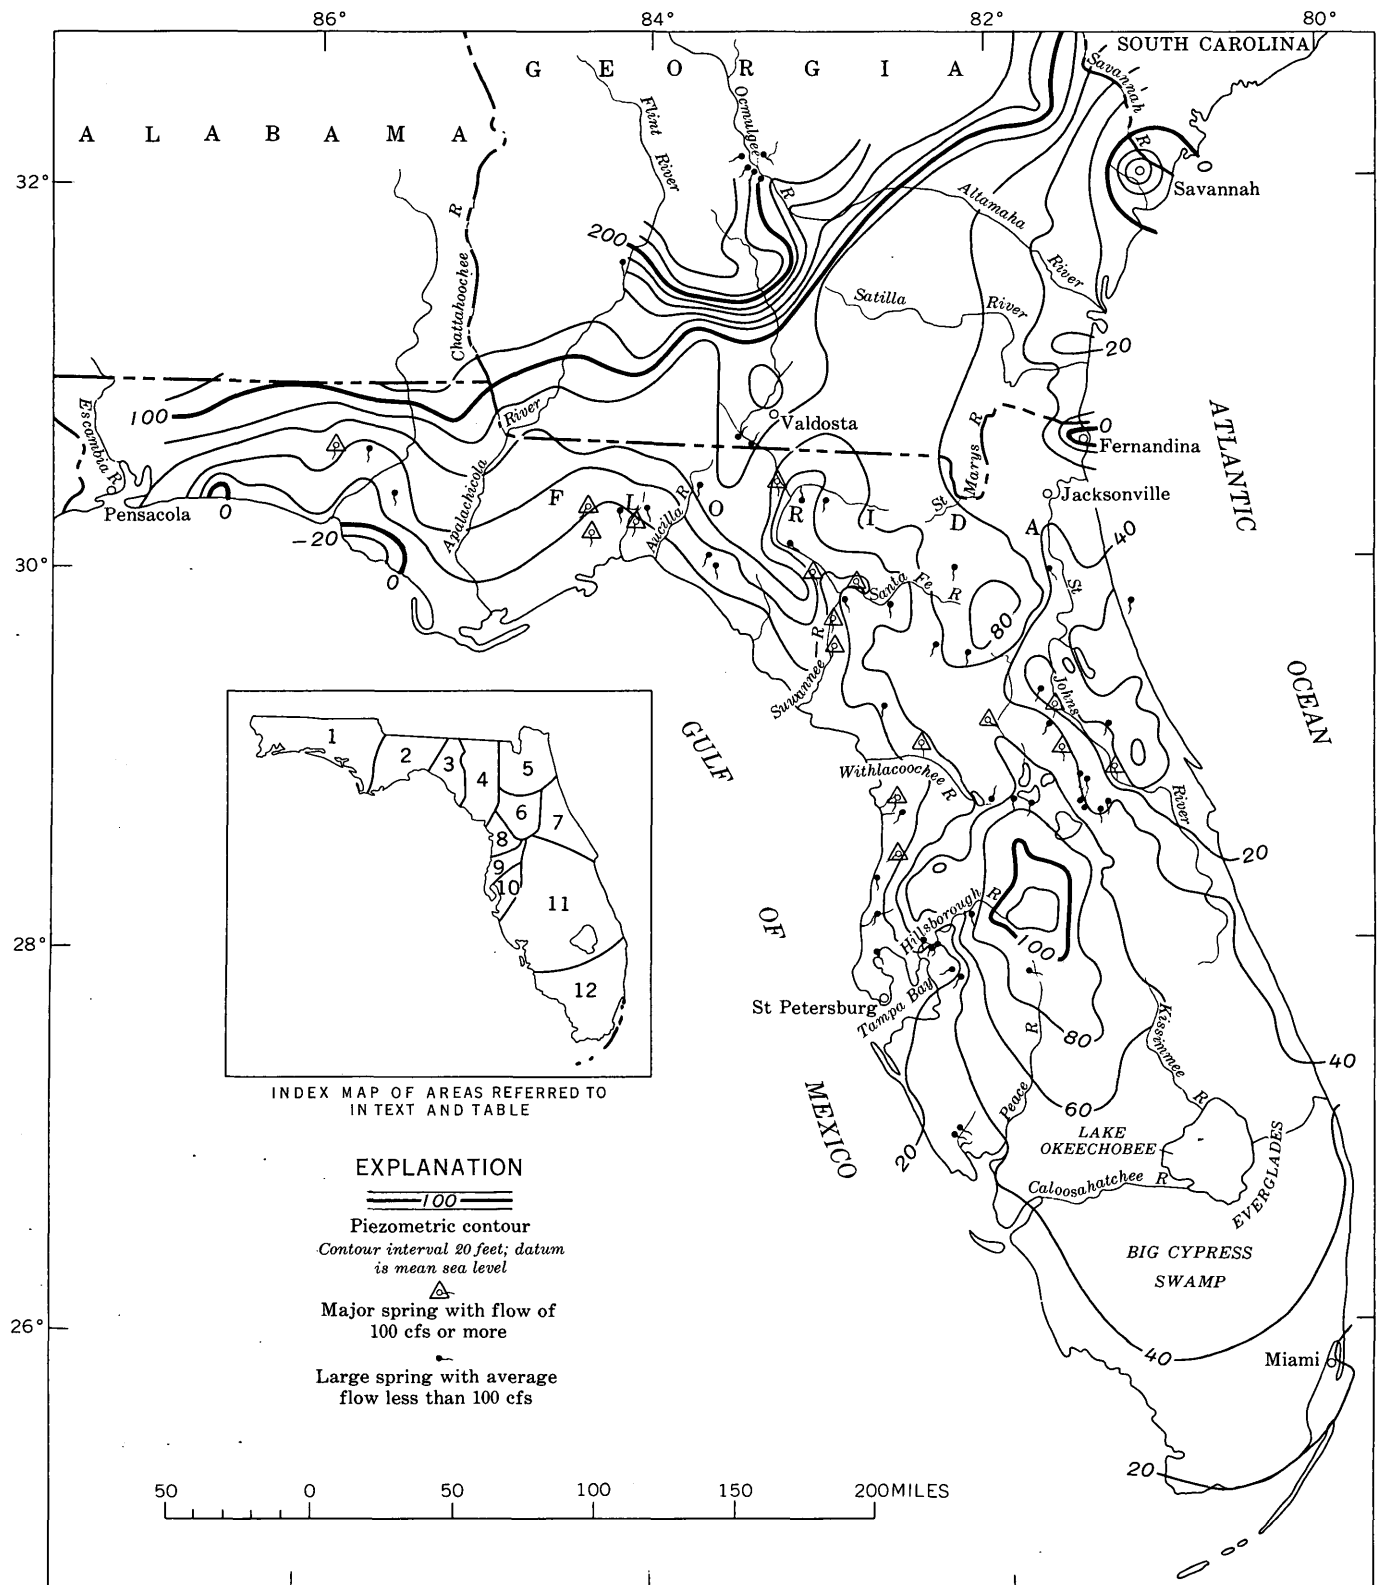 86° 84° 82° 80°
SOUTH CAROLINA
G E O R G I A
Savannah
R
A L A B A M A
Flint
River
Ocmulgee
R
0
32°
Savannah
R
Altamaha
200
Chattahoochee
River
Satilla
River
20
100
River
Valdosta
0
Fernandina
Escambia R
Marys R
ATLANTIC
Jacksonville
Pensacola
0
F L O R I D A
St
Apalachicola
Aucilla R
-20
40
30°
0
Santa Fe R
St
80
R
Suwannee
Johns
OCEAN
GULF
Withlacoochee R
River
20
1
2
3
4
5
6
7
8
9
10
11
12
OF
Hillsborough R
28°
100
St Petersburg
Tampa Bay
Kissimmee
R
80
R
40
INDEX MAP OF AREAS REFERRED TO
IN TEXT AND TABLE
MEXICO
Peace
60
20
LAKE
OKEECHOBEE
EVERGLADES
EXPLANATION
Caloosahatchee R
100
Piezometric contour
Contour interval 20 feet; datum
is mean sea level
BIG CYPRESS
SWAMP
Major spring with flow of
100 cfs or more
26°
40
Miami
Large spring with average
flow less than 100 cfs
20
50 0 50 100 150 200 MILES